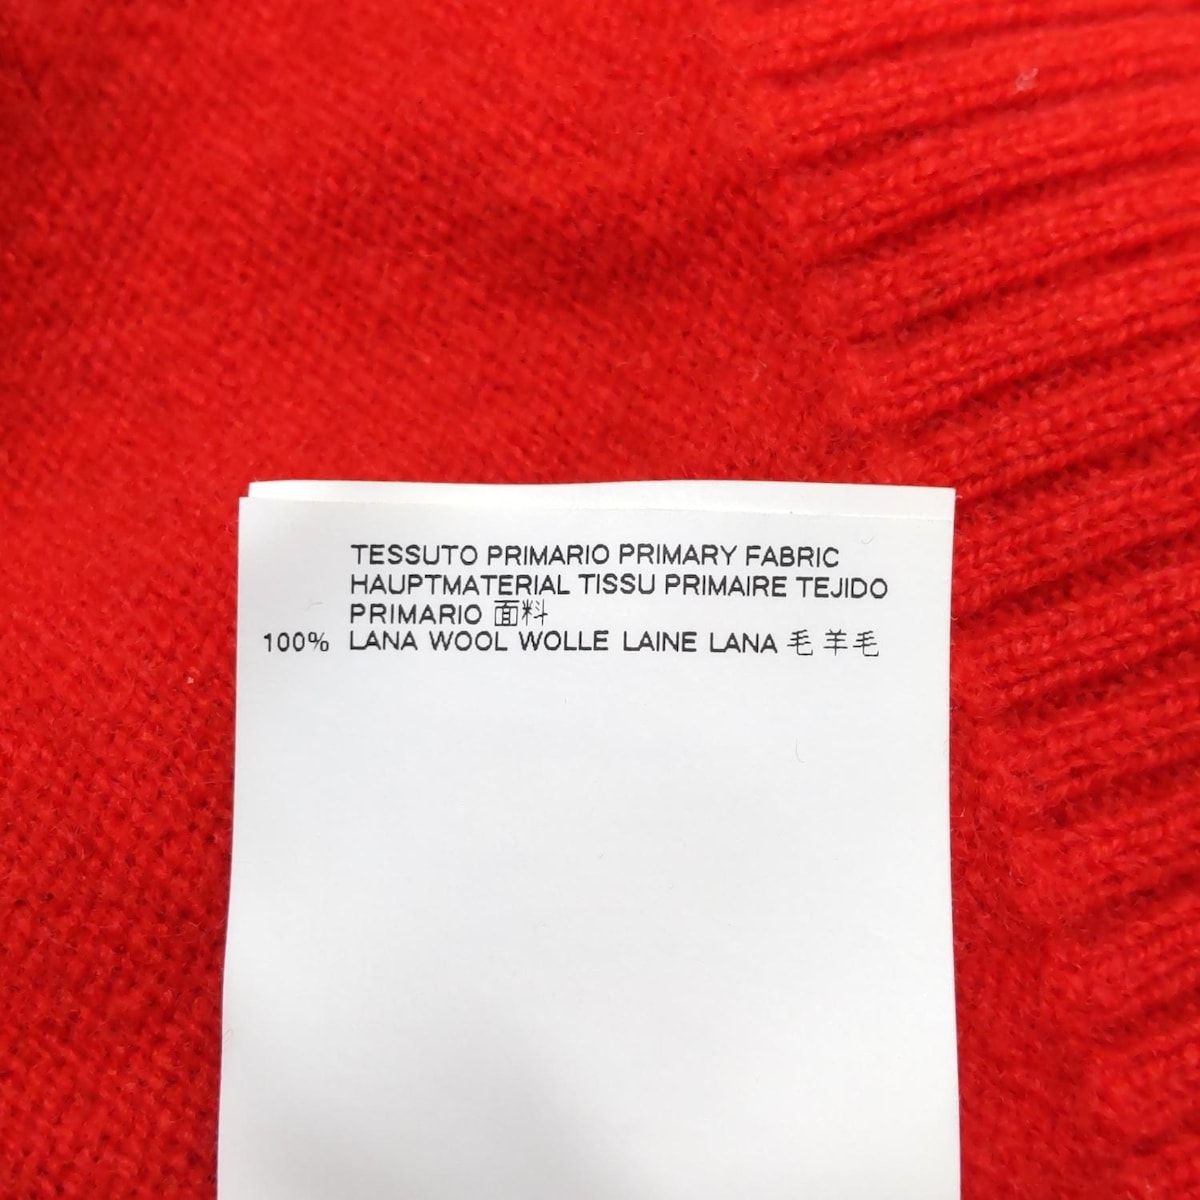 TESSUTO PRIMARIO PRIMARY FABRIC
HAUPTMATERIAL TISSU PRIMAIRE TEJIDO
PRIMARIO 面料
100% LANA WOOL WOLLE LAINE LANA 毛 羊毛